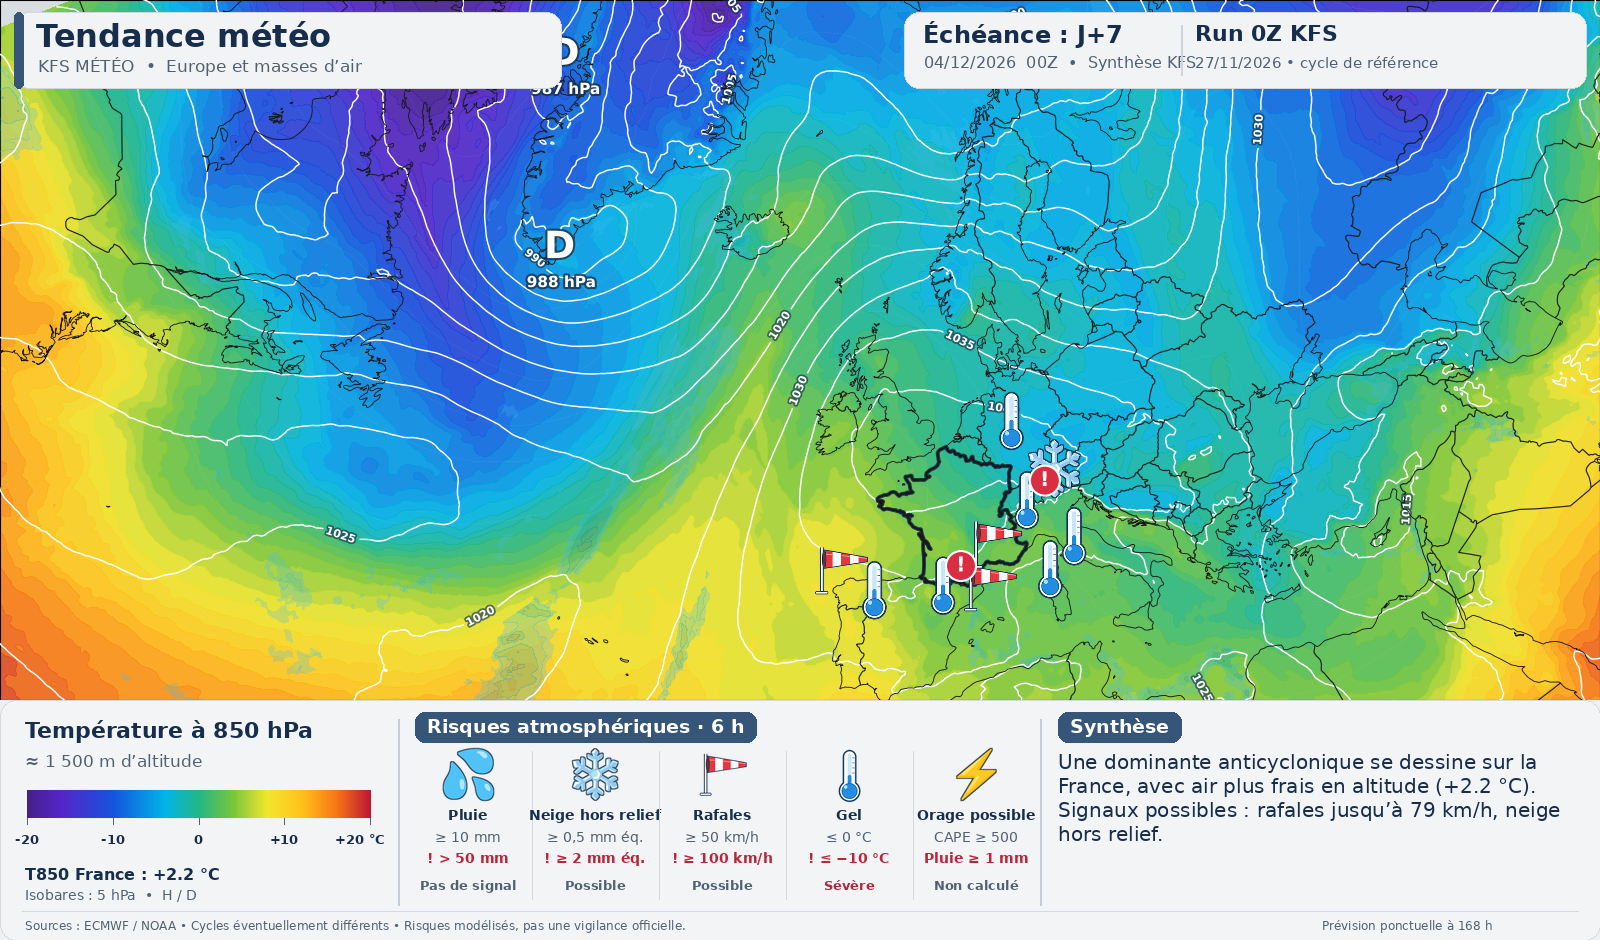 Tendance météo
KFS MÉTÉO • Europe et masses d’air
Échéance : J+7
04/12/2026 00Z • Synthèse KFS
Run 0Z KFS
27/11/2026 • cycle de référence
D
987 hPa
1005
1030
D
990
988 hPa
1020
1035
1030
1025
1020
1015
1025
!
!
Température à 850 hPa
≈ 1 500 m d’altitude
-20 -10 0 +10 +20 °C
T850 France : +2.2 °C
Isobares : 5 hPa • H / D
Risques atmosphériques · 6 h
Pluie
≥ 10 mm
! > 50 mm
Pas de signal
Neige hors relief
≥ 0,5 mm éq.
! ≥ 2 mm éq.
Possible
Rafales
≥ 50 km/h
! ≥ 100 km/h
Possible
Gel
≤ 0 °C
! ≤ −10 °C
Sévère
Orage possible
CAPE ≥ 500
Pluie ≥ 1 mm
Non calculé
Synthèse
Une dominante anticyclonique se dessine sur la
France, avec air plus frais en altitude (+2.2 °C).
Signaux possibles : rafales jusqu’à 79 km/h, neige
hors relief.
Sources : ECMWF / NOAA • Cycles éventuellement différents • Risques modélisés, pas une vigilance officielle.
Prévision ponctuelle à 168 h